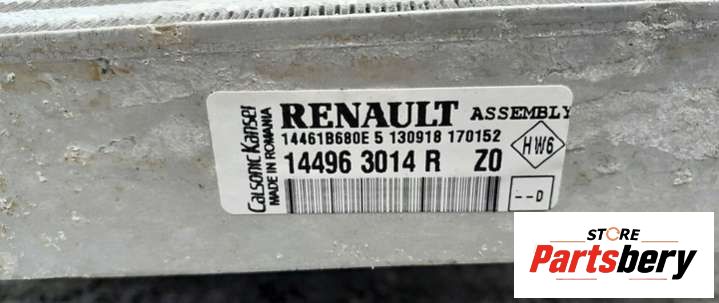 Calsonic Kansei
MADE IN ROMANIA
RENAULT ASSEMBLY
14461B680E 5 130918 170152
14496 3014 R Z0
HW6
--D
STORE
Partsbery